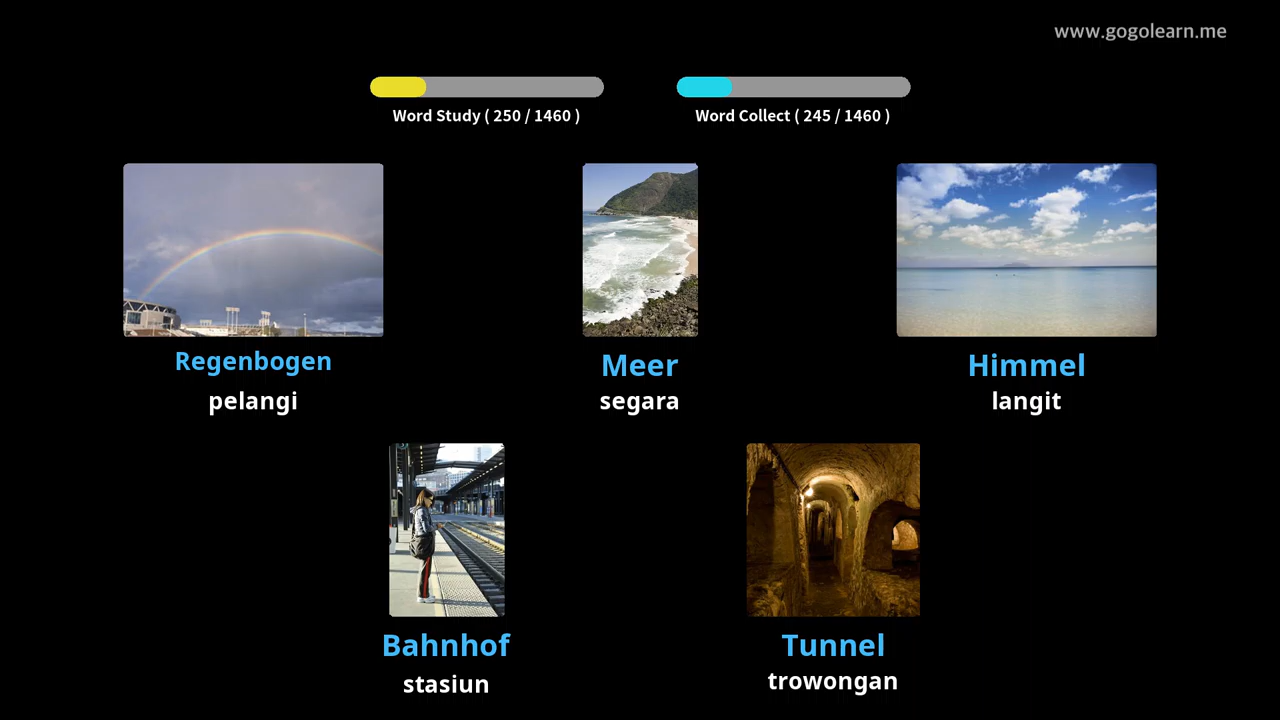 www.gogolearn.me
Word Study ( 250 / 1460 )
Word Collect ( 245 / 1460 )
Regenbogen
pelangi
Meer
segara
Himmel
langit
Bahnhof
stasiun
Tunnel
trowongan